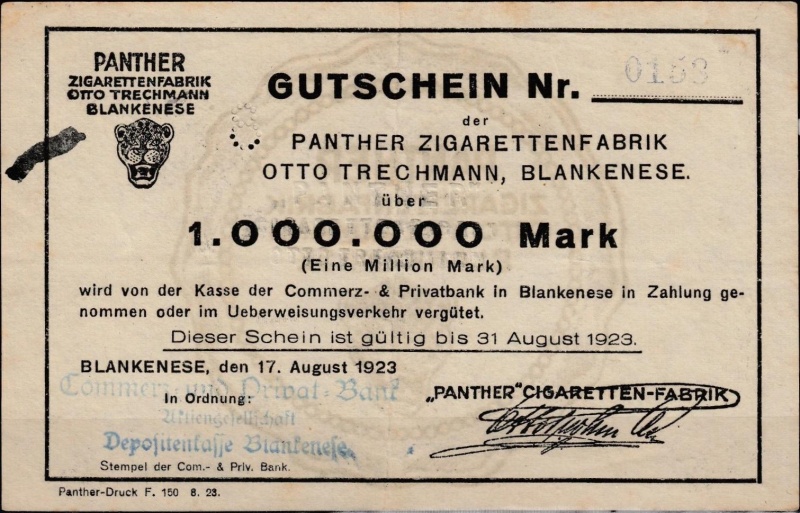 PANTHER
ZIGARETTENFABRIK
OTTO TRECHMANN
BLANKENESE
GUTSCHEIN Nr. 0158
der
PANTHER ZIGARETTENFABRIK
OTTO TRECHMANN, BLANKENESE.
über
1.000.000 Mark
(Eine Million Mark)
wird von der Kasse der Commerz- & Privatbank in Blankenese in Zahlung ge-
nommen oder im Ueberweisungsverkehr vergütet.
Dieser Schein ist gültig bis 31 August 1923.
BLANKENESE, den 17. August 1923
Commerz- und Privat-Bank
In Ordnung:
Aktiengesellschaft
Depositenkasse Blankenese.
Stempel der Com.- & Priv. Bank.
„PANTHER" CIGARETTEN-FABRIK
Panther-Druck F. 150 8. 23.